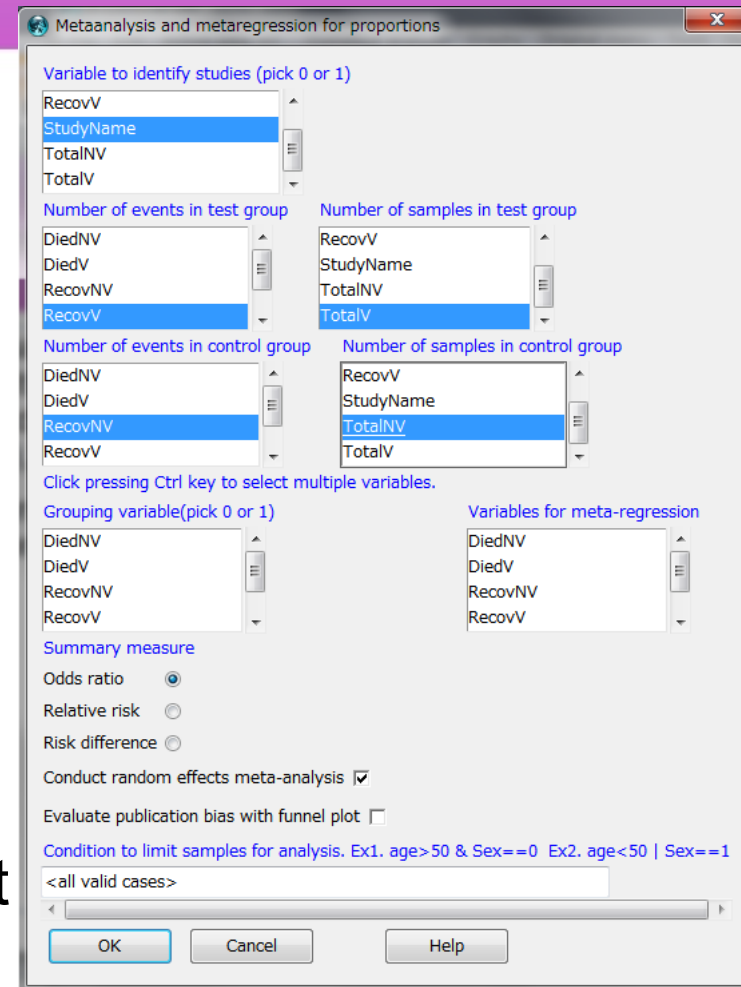 Metaanalysis and metaregression for proportions
Variable to identify studies (pick 0 or 1)
RecovV
StudyName
TotalNV
TotalV
Number of events in test group
DiedNV
DiedV
RecovNV
RecovV
Number of samples in test group
RecovV
StudyName
TotalNV
TotalV
Number of events in control group
DiedNV
DiedV
RecovNV
RecovV
Number of samples in control group
RecovV
StudyName
TotalNV
TotalV
Click pressing Ctrl key to select multiple variables.
Grouping variable(pick 0 or 1)
DiedNV
DiedV
RecovNV
RecovV
Variables for meta-regression
DiedNV
DiedV
RecovNV
RecovV
Summary measure
Odds ratio
Relative risk
Risk difference
Conduct random effects meta-analysis
Evaluate publication bias with funnel plot
Condition to limit samples for analysis. Ex1. age>50 & Sex==0 Ex2. age<50 | Sex==1
t
<all valid cases>
OK Cancel Help